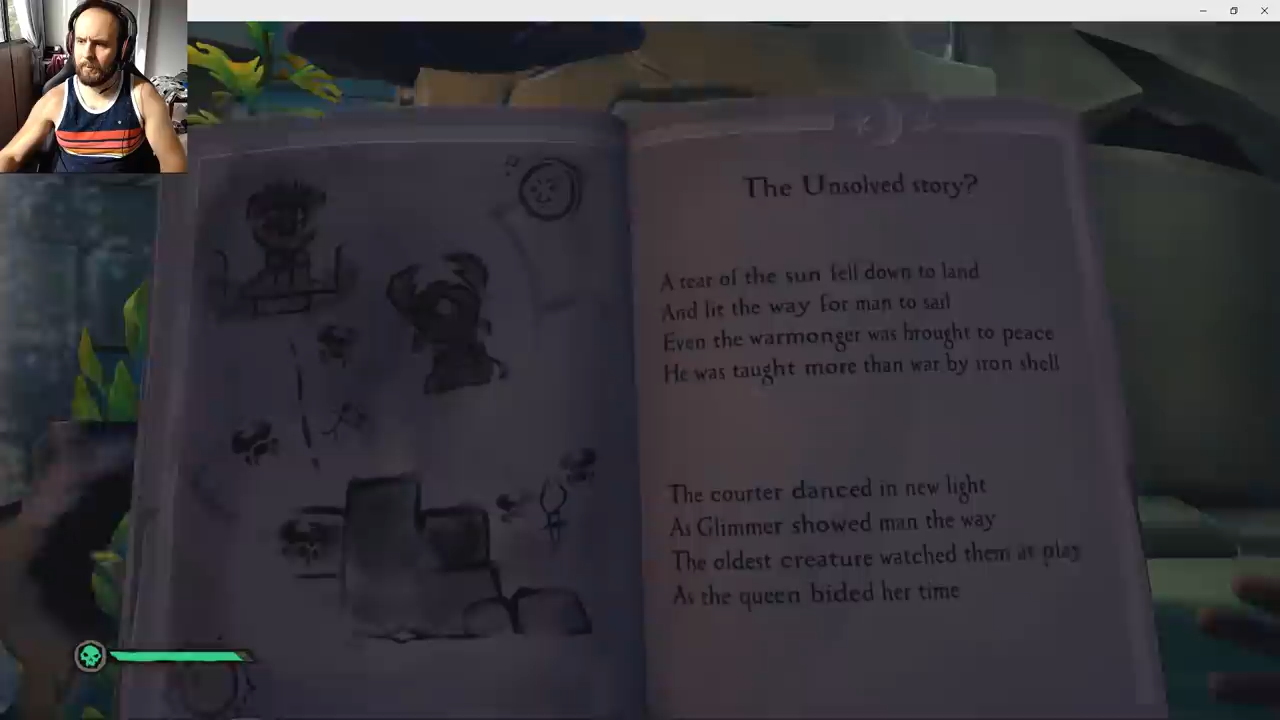 The Unsolved story?
A tear of the sun fell down to land
And lit the way for man to sail
Even the warmonger was brought to peace
He was taught more than war by iron shell
The courter danced in new light
As Glimmer showed man the way
The oldest creature watched them at play
As the queen bided her time